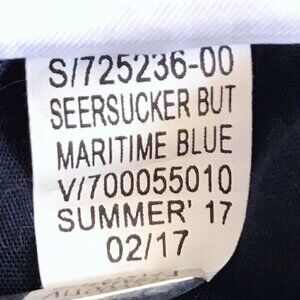 S/725236-00
SEERSUCKER BUT
MARITIME BLUE
V/700055010
SUMMER' 17
02/17